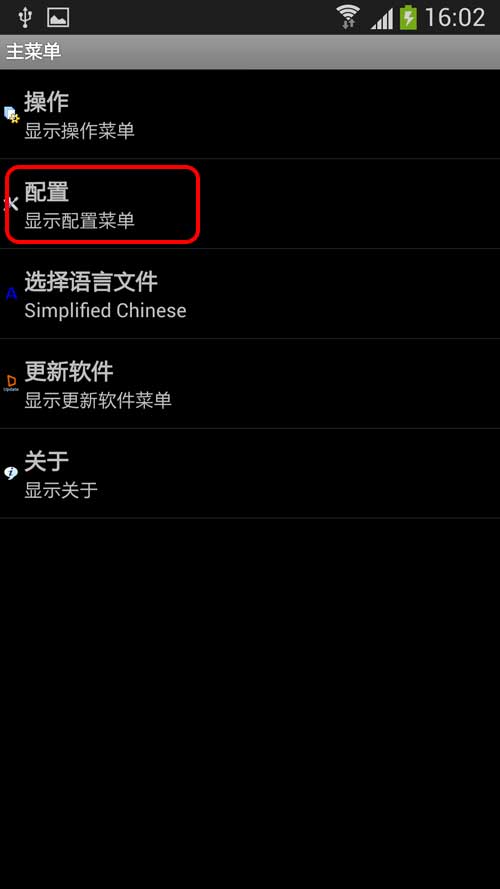 16:02
主菜单
操作
显示操作菜单
配置
显示配置菜单
A
选择语言文件
Simplified Chinese
更新软件
Update
显示更新软件菜单
关于
显示关于